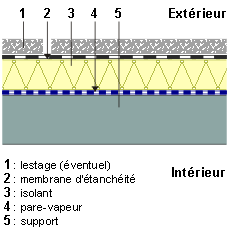 1 2 3 4 5 Extérieur
1 : lestage (éventuel)
2 : membrane d'étanchéité
3 : isolant
4 : pare-vapeur
5 : support
Intérieur